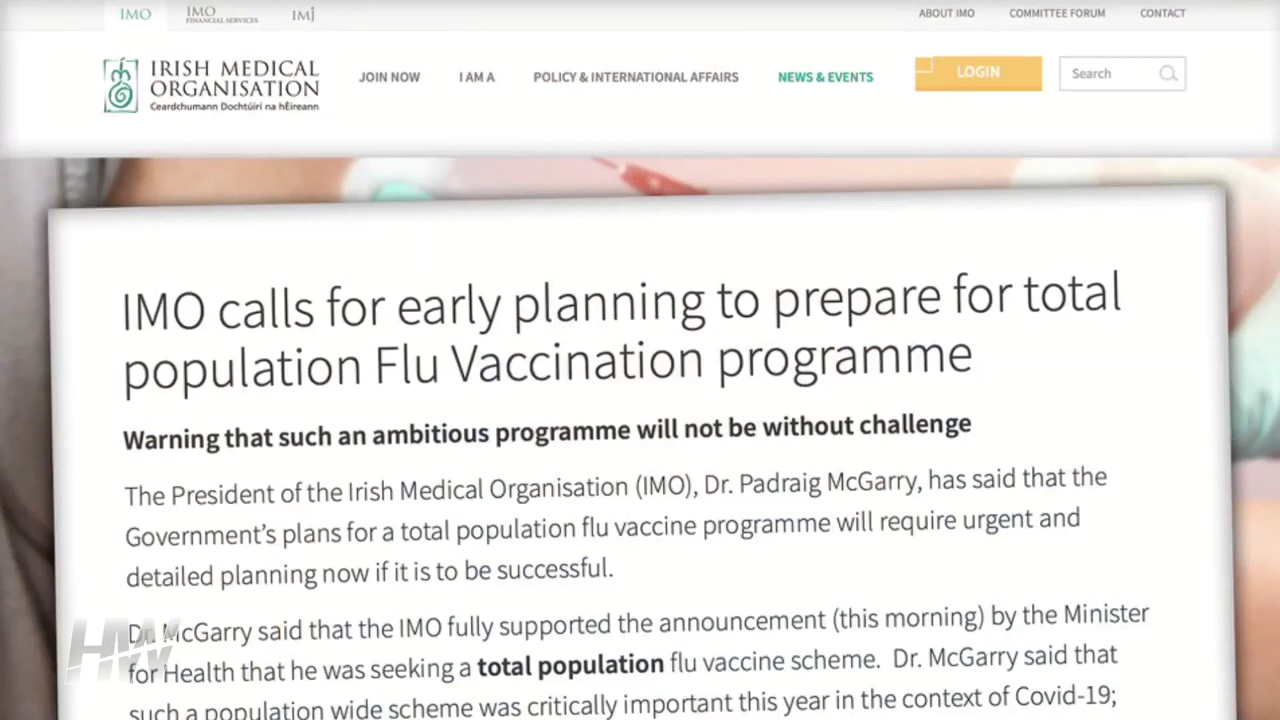 IMO
IMO
FINANCIAL SERVICES
IMJ
ABOUT IMO
COMMITTEE FORUM
CONTACT
IRISH MEDICAL
ORGANISATION
Ceardchumann Dochtúirí na hÉireann
JOIN NOW
I AM A
POLICY & INTERNATIONAL AFFAIRS
NEWS & EVENTS
LOGIN
Search
IMO calls for early planning to prepare for total
population Flu Vaccination programme
Warning that such an ambitious programme will not be without challenge
The President of the Irish Medical Organisation (IMO), Dr. Padraig McGarry, has said that the
Government's plans for a total population flu vaccine programme will require urgent and
detailed planning now if it is to be successful.
Dr. McGarry said that the IMO fully supported the announcement (this morning) by the Minister
for Health that he was seeking a total population flu vaccine scheme. Dr. McGarry said that
such a population wide scheme was critically important this year in the context of Covid-19;
HW